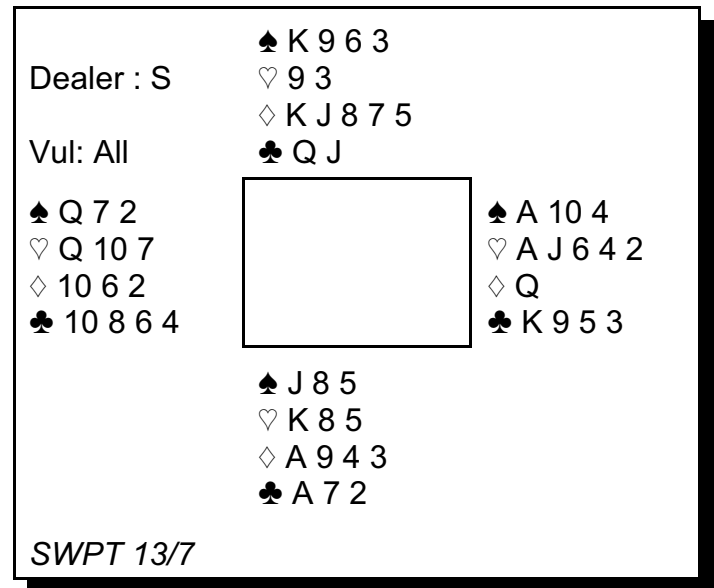 ♠ K 9 6 3
Dealer : S ♡ 9 3
♢ K J 8 7 5
Vul: All ♣ Q J
♠ Q 7 2 ♠ A 10 4
♡ Q 10 7 ♡ A J 6 4 2
♢ 10 6 2 ♢ Q
♣ 10 8 6 4 ♣ K 9 5 3
♠ J 8 5
♡ K 8 5
♢ A 9 4 3
♣ A 7 2
SWPT 13/7